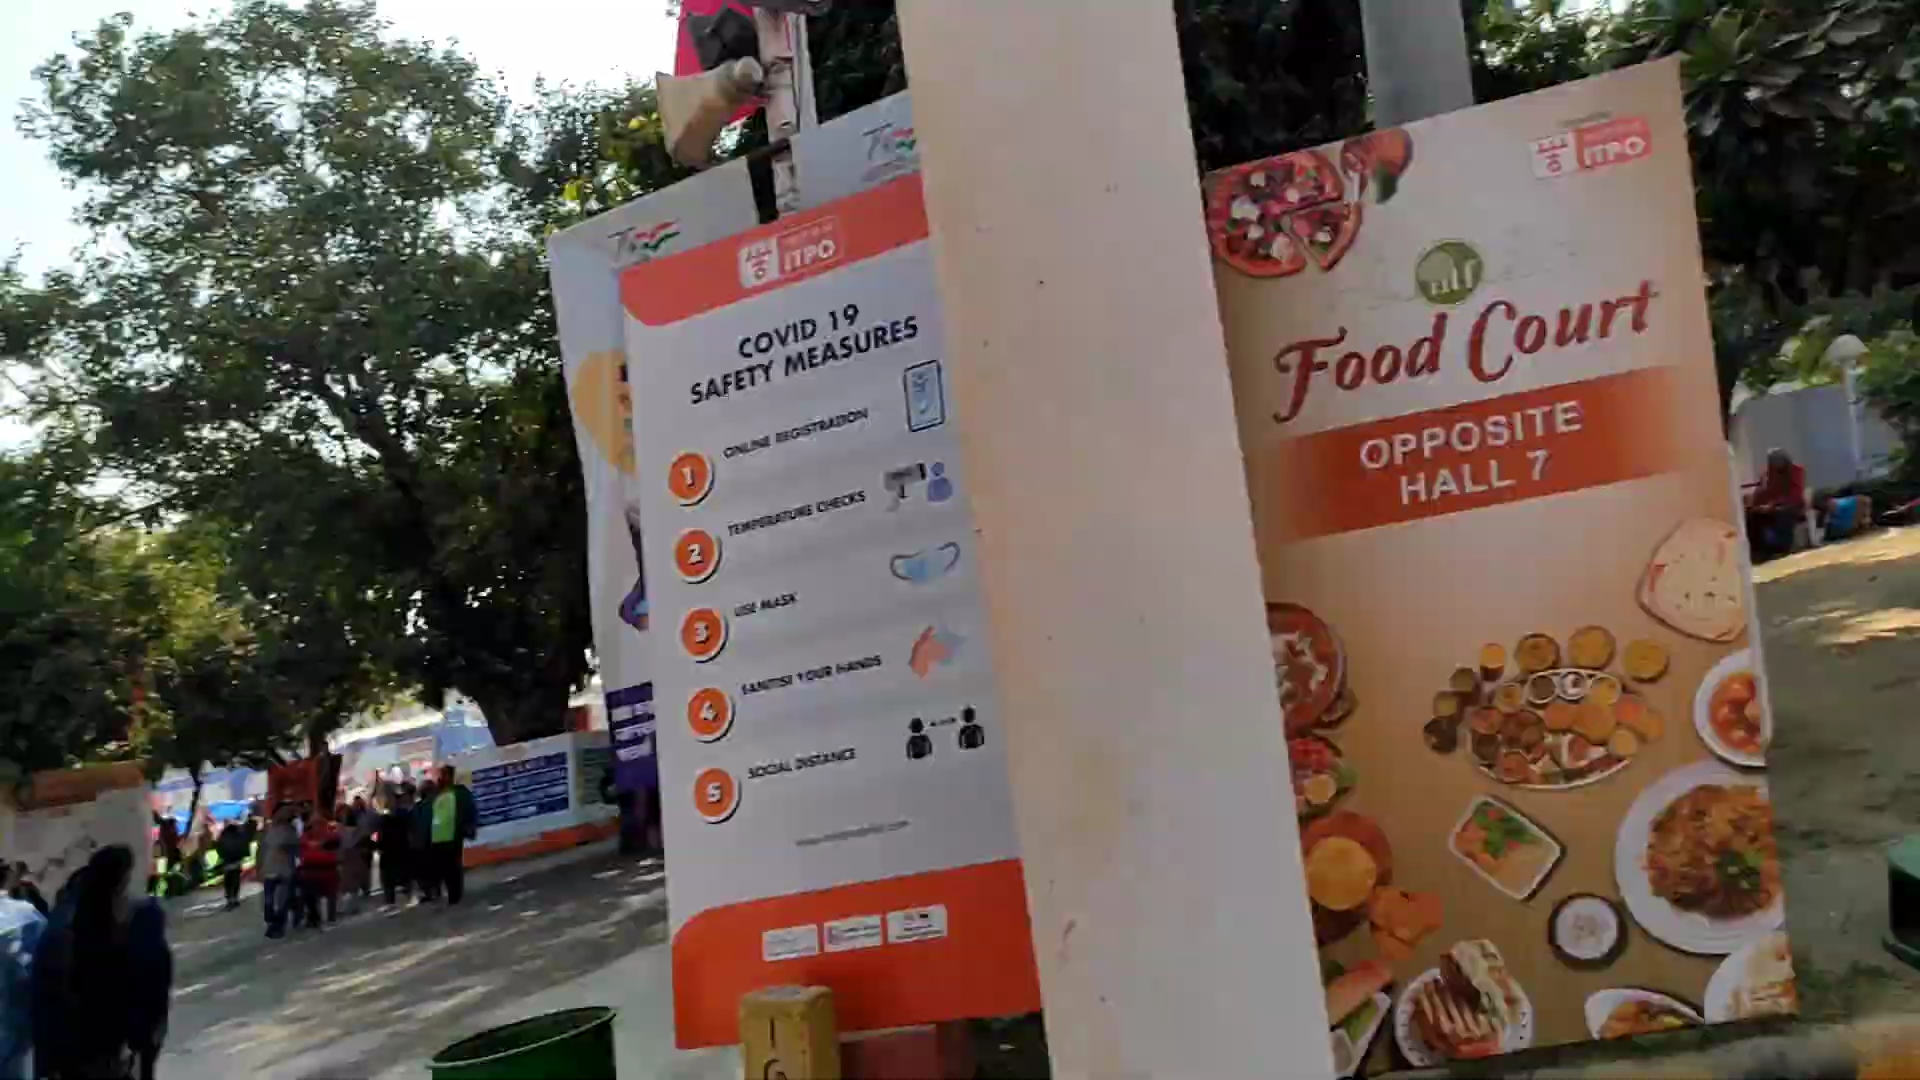 ITPO
COVID 19
SAFETY MEASURES
1 ONLINE REGISTRATION
2 TEMPERATURE CHECKS
3 USE MASK
4 SANITISE YOUR HANDS
5 SOCIAL DISTANCE
ITPO
Food Court
OPPOSITE
HALL 7